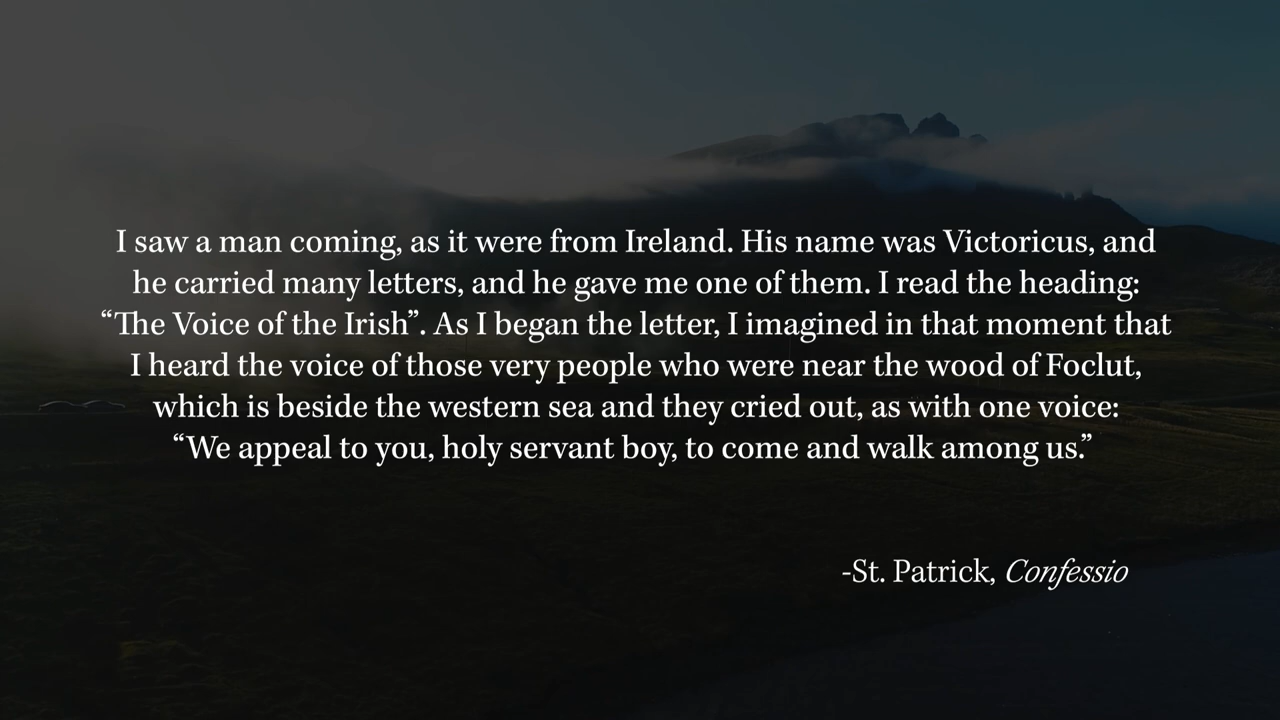 I saw a man coming, as it were from Ireland. His name was Victoricus, and
he carried many letters, and he gave me one of them. I read the heading:
“The Voice of the Irish”. As I began the letter, I imagined in that moment that
I heard the voice of those very people who were near the wood of Foclut,
which is beside the western sea and they cried out, as with one voice:
“We appeal to you, holy servant boy, to come and walk among us.”
-St. Patrick, Confessio